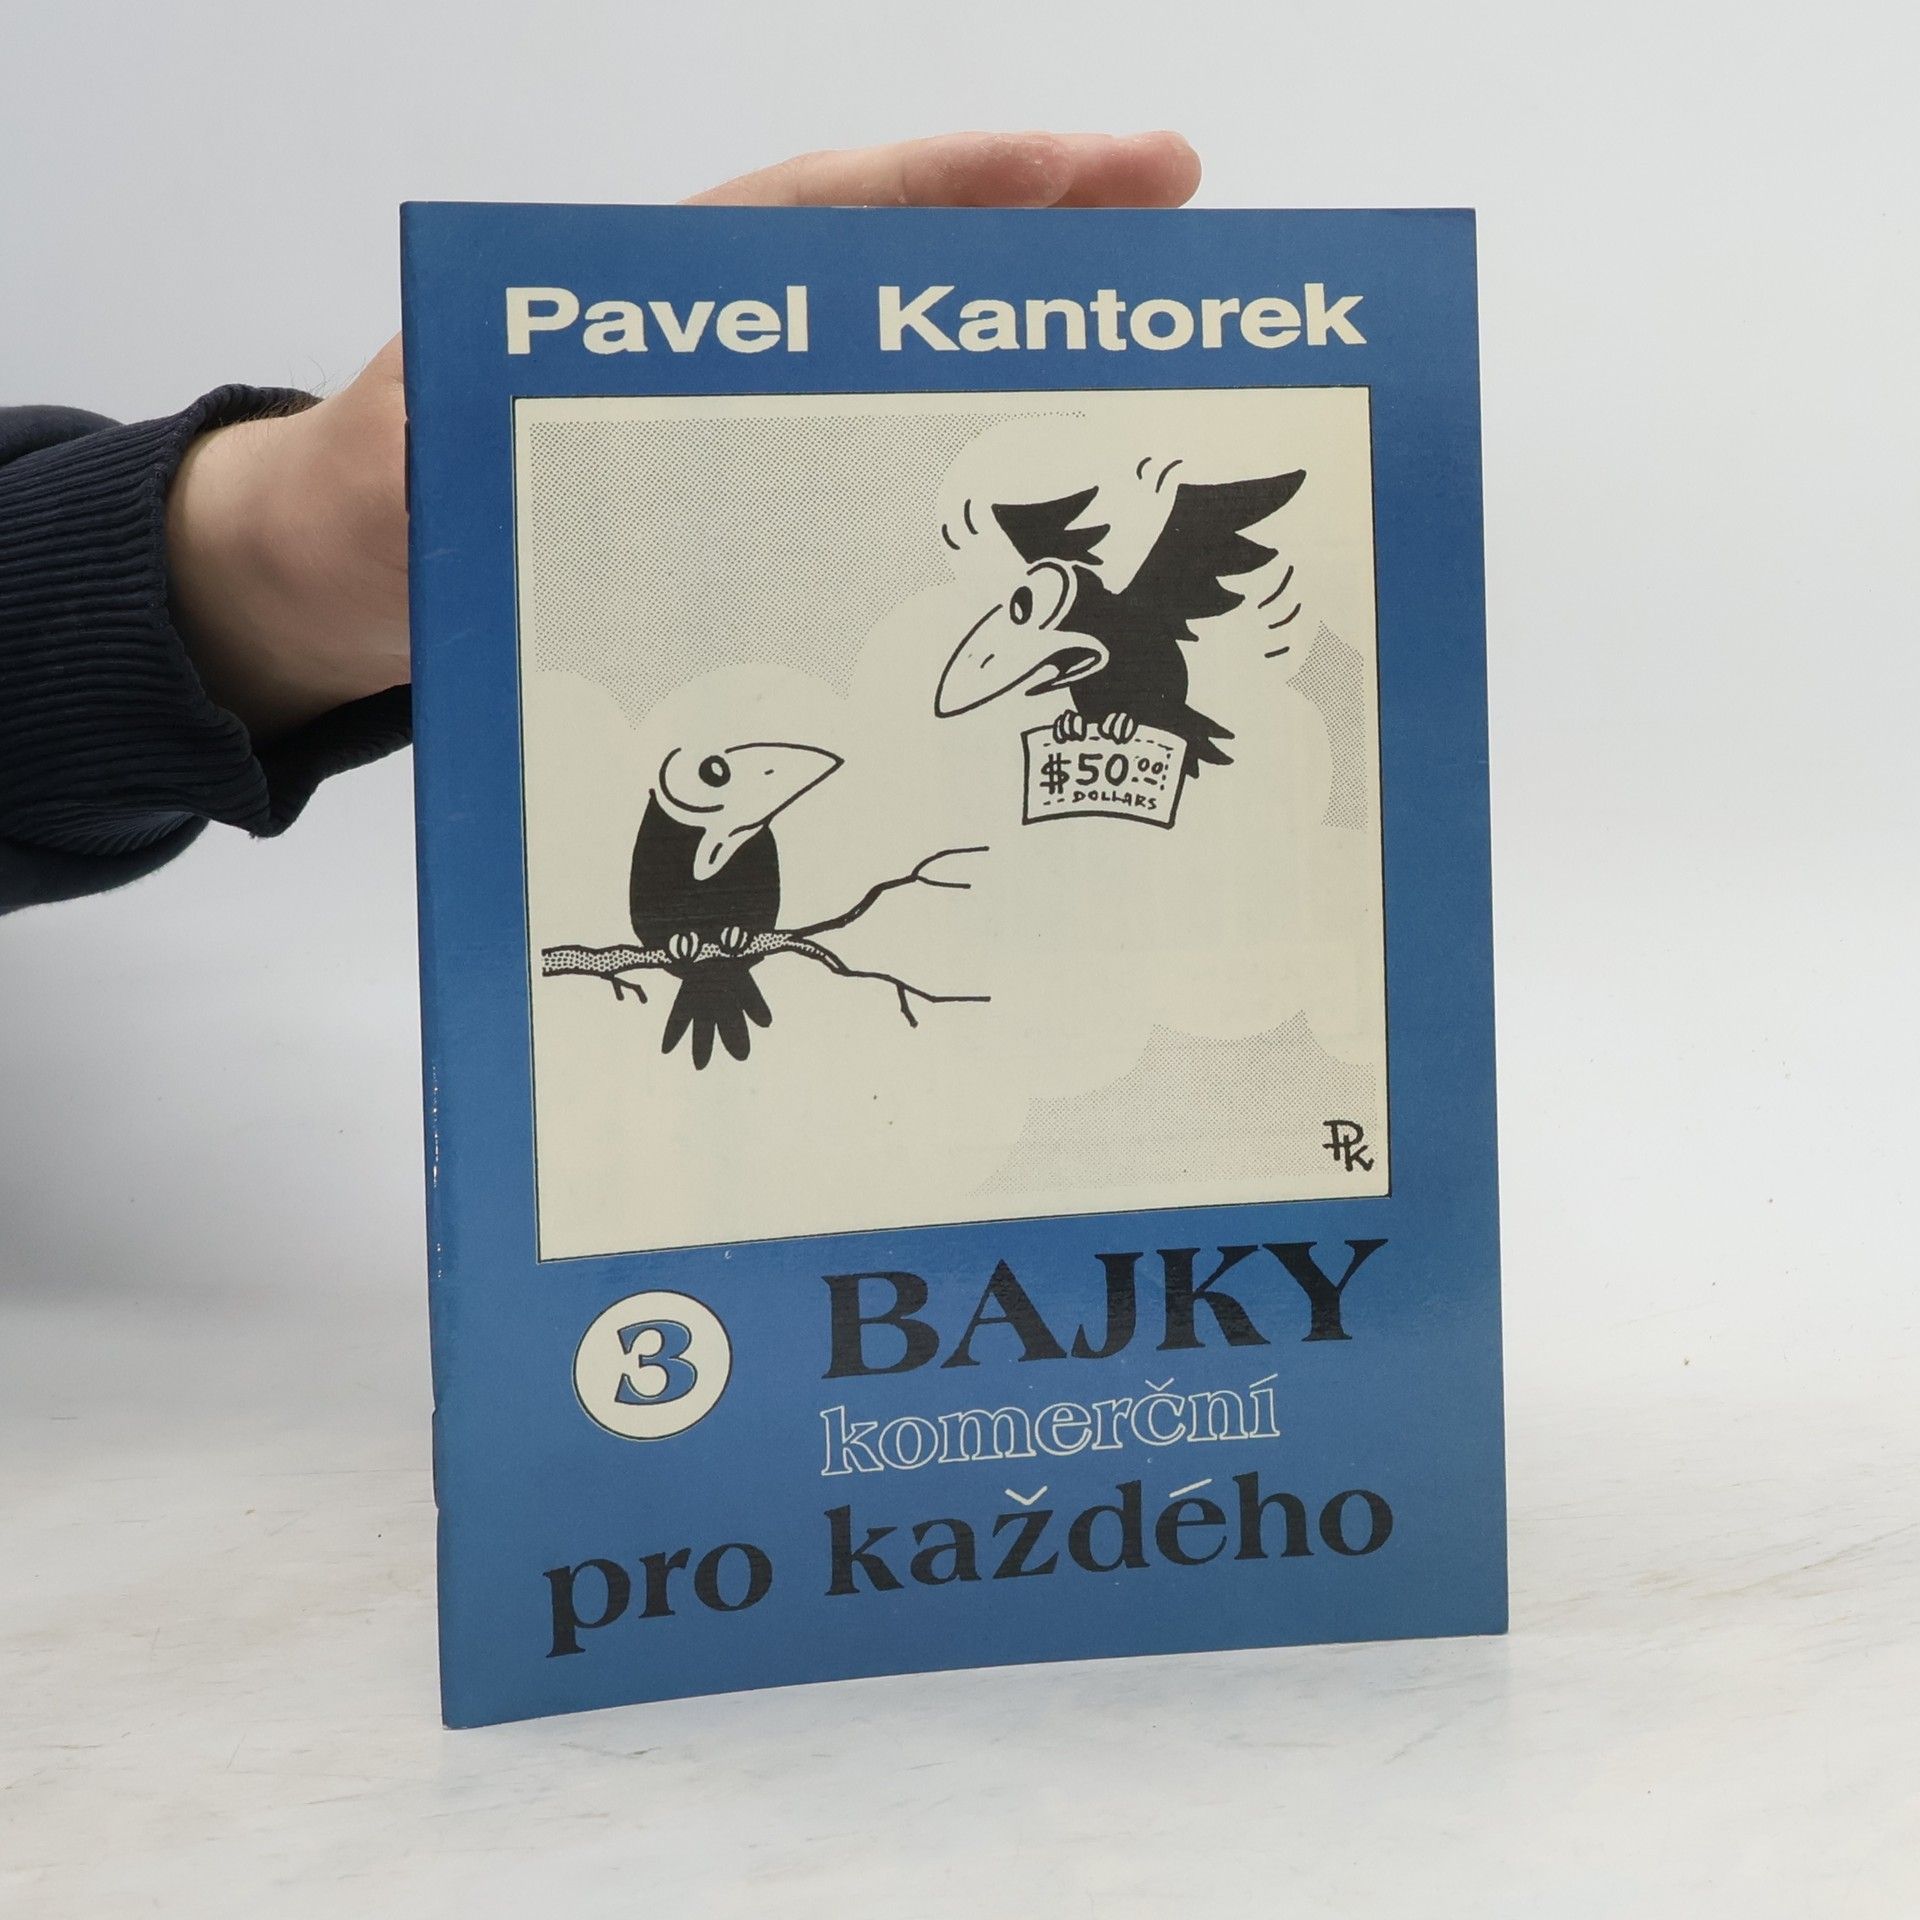 Pavel Kantorek
$50.00
DOLLARS
PK
3
BAJKY
komerční
pro každého